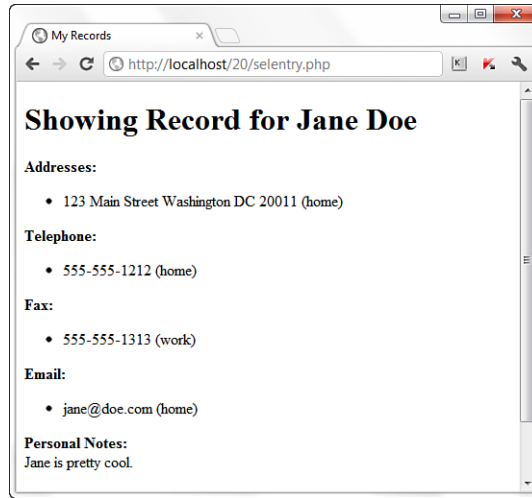 My Records
http://localhost/20/selentry.php
Showing Record for Jane Doe
Addresses:
• 123 Main Street Washington DC 20011 (home)
Telephone:
• 555-555-1212 (home)
Fax:
• 555-555-1313 (work)
Email:
• jane@doe.com (home)
Personal Notes:
Jane is pretty cool.